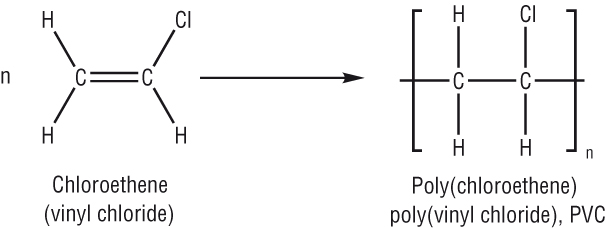 H Cl H Cl
n C C C C
H H H H n
Chloroethene Poly(chloroethene)
(vinyl chloride) poly(vinyl chloride), PVC